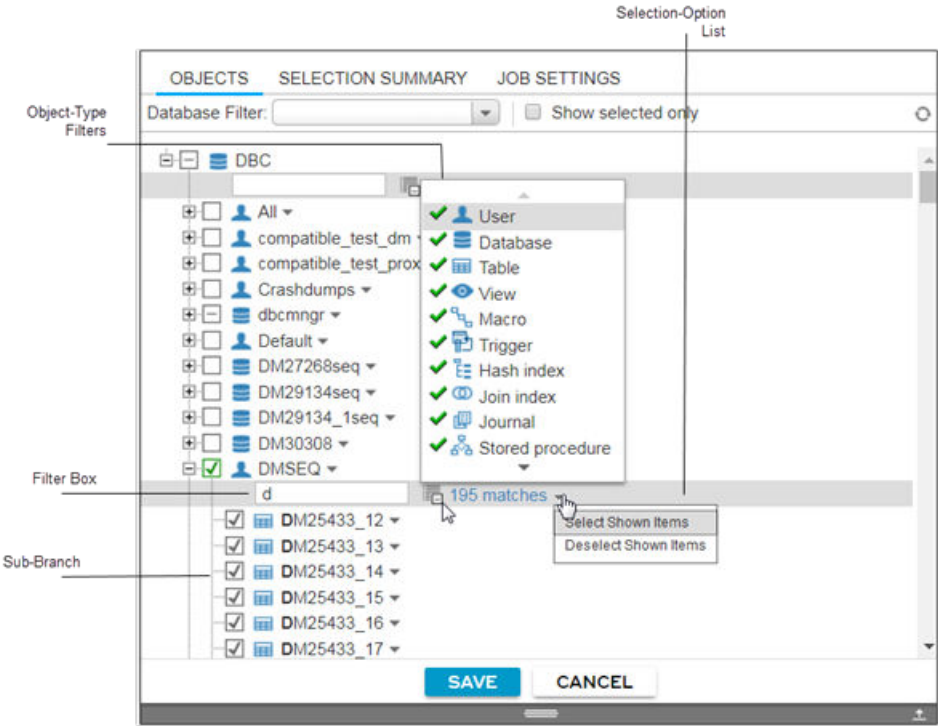 Selection-Option
List
OBJECTS SELECTION SUMMARY JOB SETTINGS
Object-Type
Filters
Database Filter:
Show selected only
DBC
All
compatible_test_dm
compatible_test_prox
Crashdumps
dbcmngr
Default
DM27268seq
DM29134seq
DM29134_1seq
DM30308
DMSEQ
User
Database
Table
View
Macro
Trigger
Hash index
Join index
Journal
Stored procedure
Filter Box
d
195 matches
Select Shown Items
Deselect Shown Items
Sub-Branch
DM25433_12
DM25433_13
DM25433_14
DM25433_15
DM25433_16
DM25433_17
SAVE CANCEL